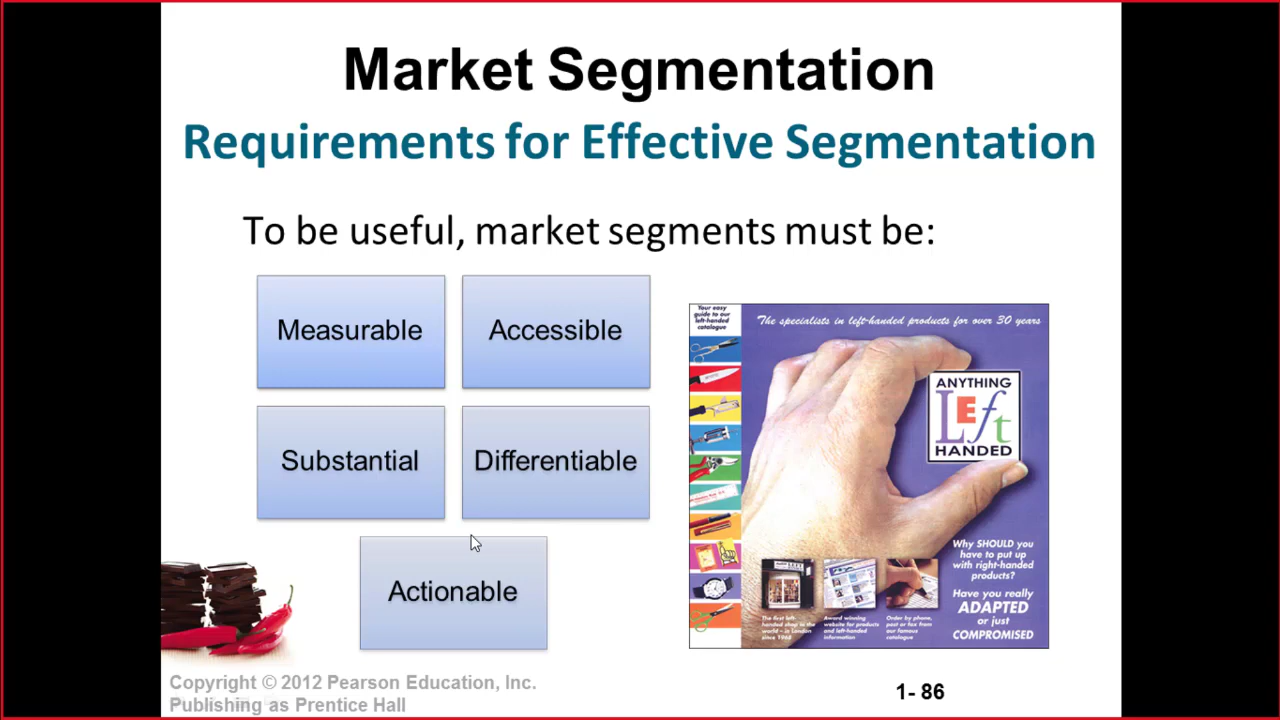 Market Segmentation
Requirements for Effective Segmentation
To be useful, market segments must be:
Measurable
Accessible
Substantial
Differentiable
Actionable
Your easy
guide to our
left-handed
catalogue
The specialists in left-handed products for over 30 years
ANYTHING
LEft
HANDED
Why SHOULD you
have to put up
with right-handed
products?
Have you really
ADAPTED
or just
COMPROMISED
The first left-
handed shop in the
world – in London
since 1968
Award winning
website for products
and left-handed
information
Order by phone,
post or fax from
our famous
catalogue
Copyright © 2012 Pearson Education, Inc.
Publishing as Prentice Hall
1- 86